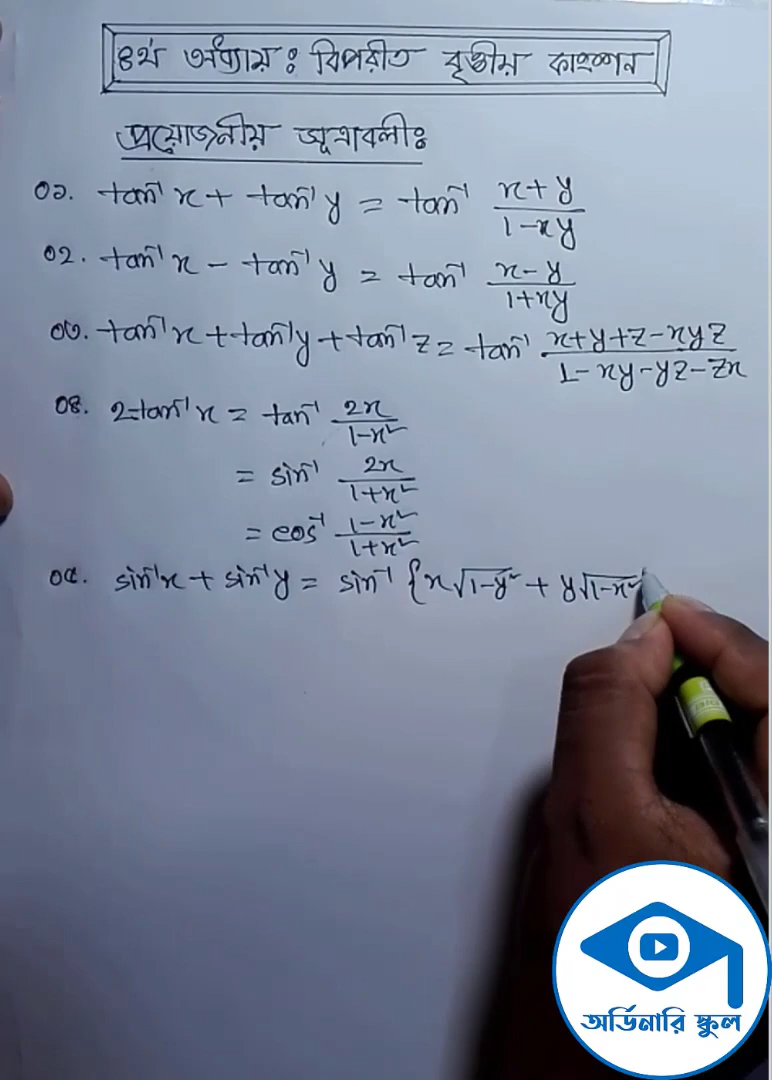 ৪র্থ অধ্যায় : বিপরীত বৃত্তীয় ফাংশন
প্রয়োজনীয় সূত্রাবলী :
০১. tan⁻¹x + tan⁻¹y = tan⁻¹ (x+y)/(1-xy)
০২. tan⁻¹x - tan⁻¹y = tan⁻¹ (x-y)/(1+xy)
০৩. tan⁻¹x + tan⁻¹y + tan⁻¹z = tan⁻¹ (x+y+z-xyz)/(1-xy-yz-zx)
০৪. 2tan⁻¹x = tan⁻¹ 2x/(1-x²)
= sin⁻¹ 2x/(1+x²)
= cos⁻¹ (1-x²)/(1+x²)
০৫. sin⁻¹x + sin⁻¹y = sin⁻¹ {x√(1-y²) + y√(1-x²)
অর্ডিনারি স্কুল